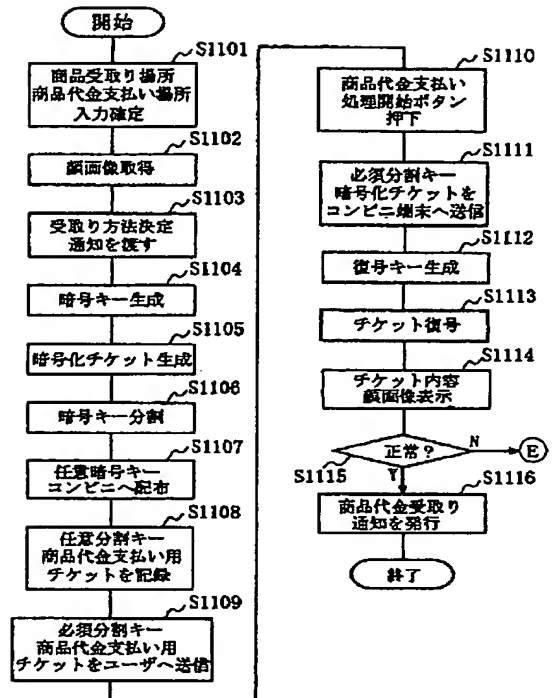 開始
S1101
商品受取り場所
商品代金支払い場所
入力確定
S1102
顔画像取得
S1103
受取り方法決定
通知を渡す
S1104
暗号キー生成
S1105
暗号化チケット生成
S1106
暗号キー分割
S1107
任意暗号キー
コンビニへ配布
S1108
任意分割キー
商品代金支払い用
チケットを記録
S1109
必須分割キー
商品代金支払い用
チケットをユーザへ送信
S1110
商品代金支払い
処理開始ボタン
押下
S1111
必須分割キー
暗号化チケットを
コンビニ端末へ送信
S1112
復号キー生成
S1113
チケット復号
S1114
チケット内容
顔画像表示
正常?
N
E
S1115
Y
S1116
商品代金受取り
通知を発行
終了